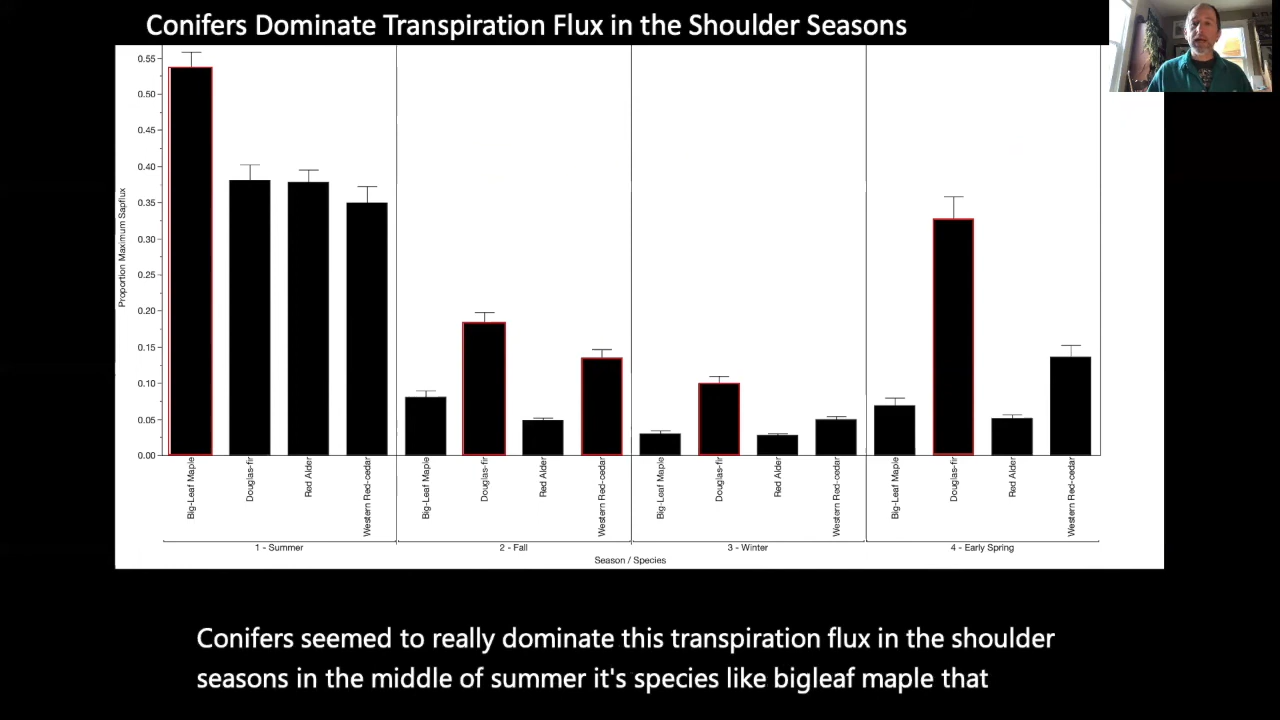 Conifers Dominate Transpiration Flux in the Shoulder Seasons
Proportion Maximum Sapflux
0.55
0.50
0.45
0.40
0.35
0.30
0.25
0.20
0.15
0.10
0.05
0.00
Big-Leaf Maple
Douglas-fir
Red Alder
Western Red-cedar
Big-Leaf Maple
Douglas-fir
Red Alder
Western Red-cedar
Big-Leaf Maple
Douglas-fir
Red Alder
Western Red-cedar
Big-Leaf Maple
Douglas-fir
Red Alder
Western Red-cedar
1 - Summer
2 - Fall
3 - Winter
4 - Early Spring
Season / Species
Conifers seemed to really dominate this transpiration flux in the shoulder
seasons in the middle of summer it's species like bigleaf maple that